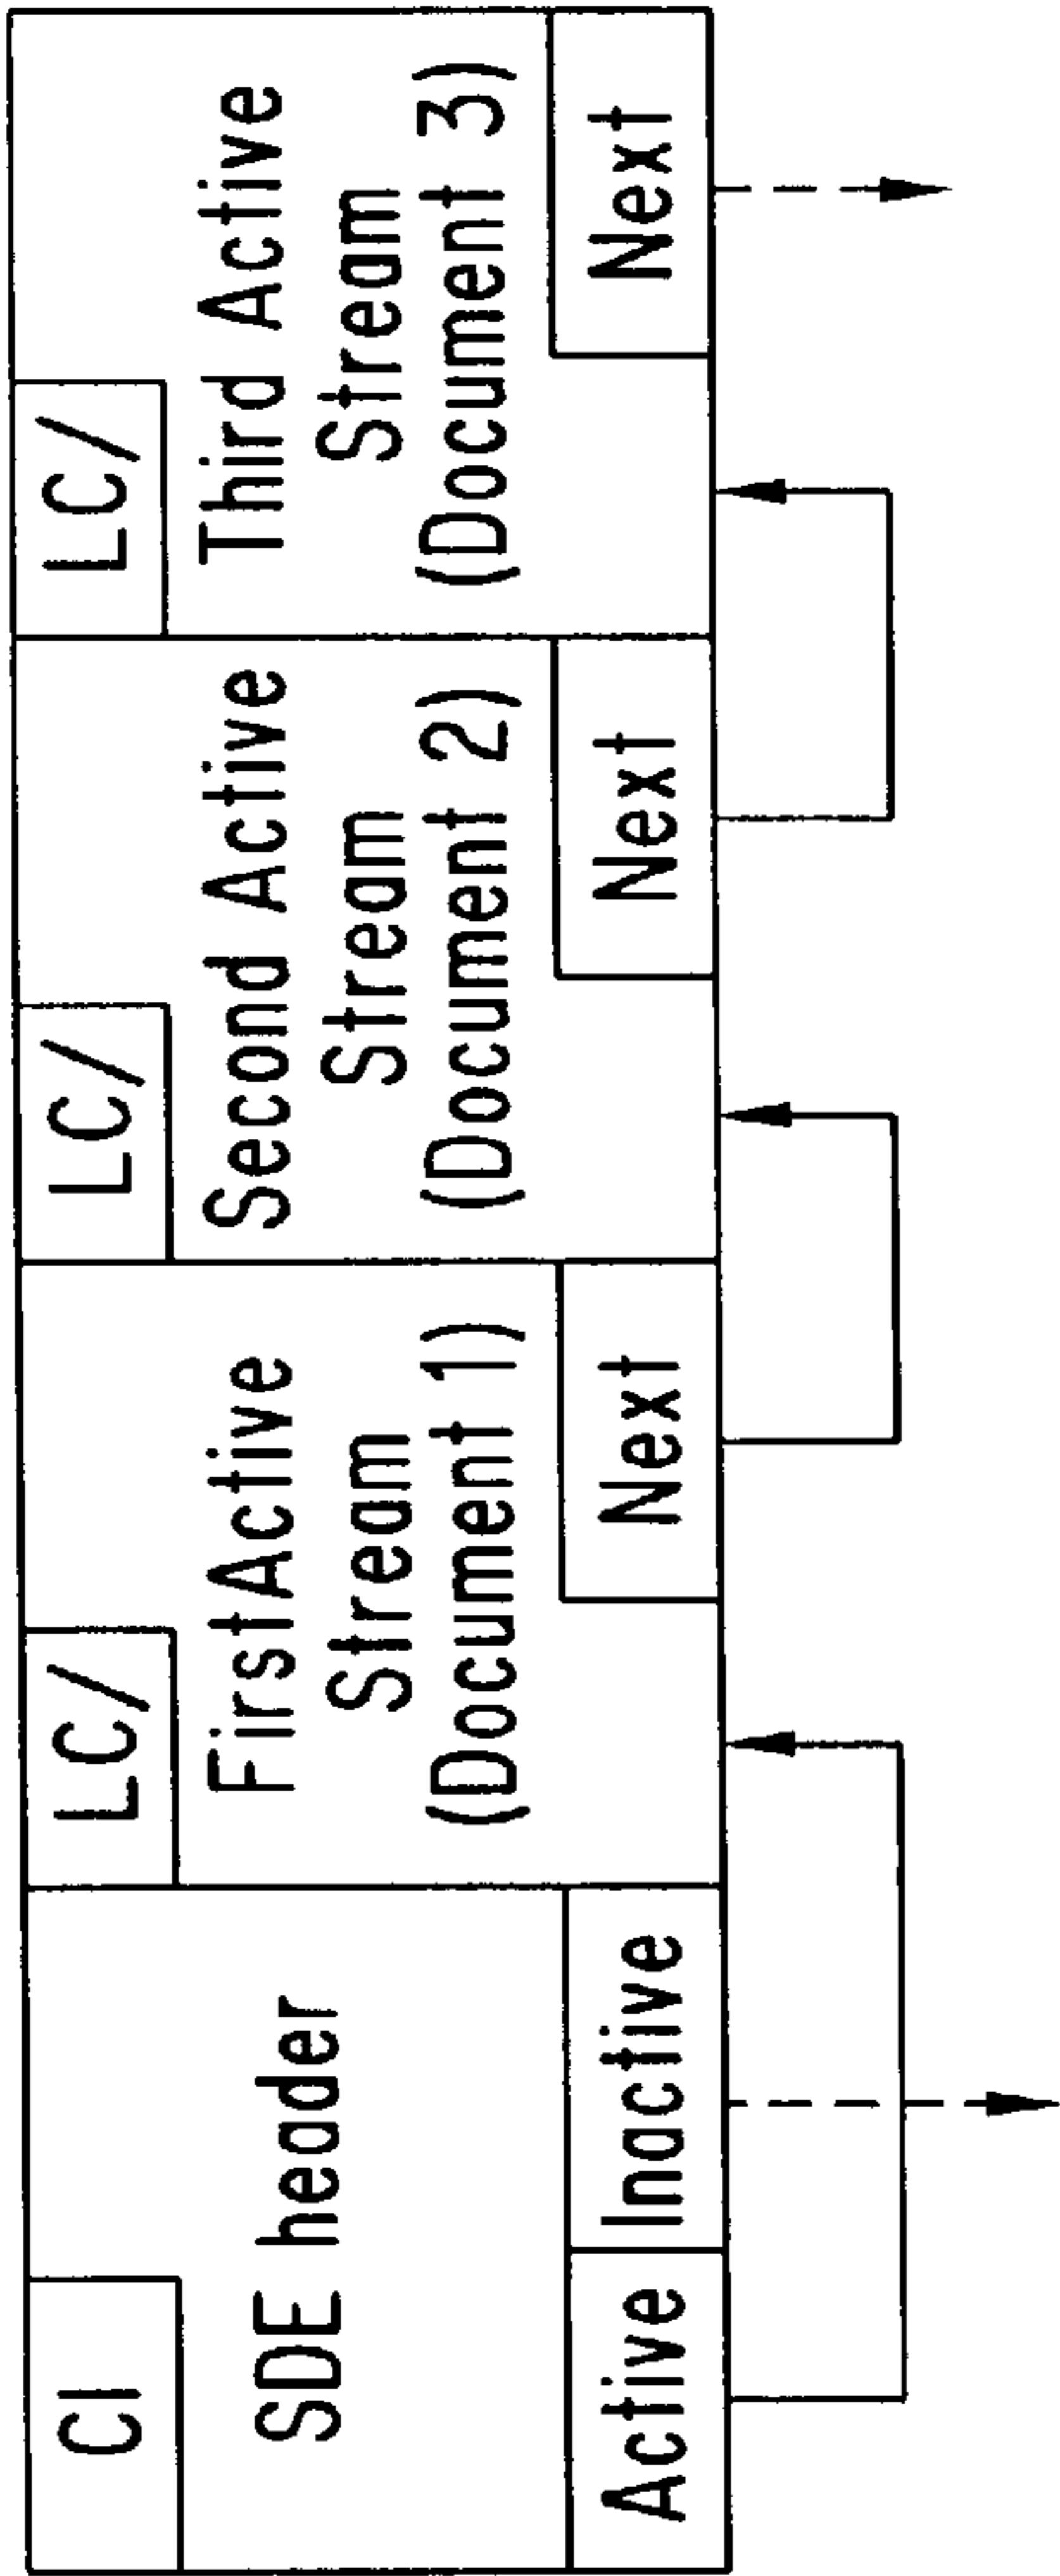 CI
SDE header
Active
Inactive
LC/
FirstActive
Stream
(Document 1)
Next
LC/
Second Active
Stream
(Document 2)
Next
LC/
Third Active
Stream
(Document 3)
Next